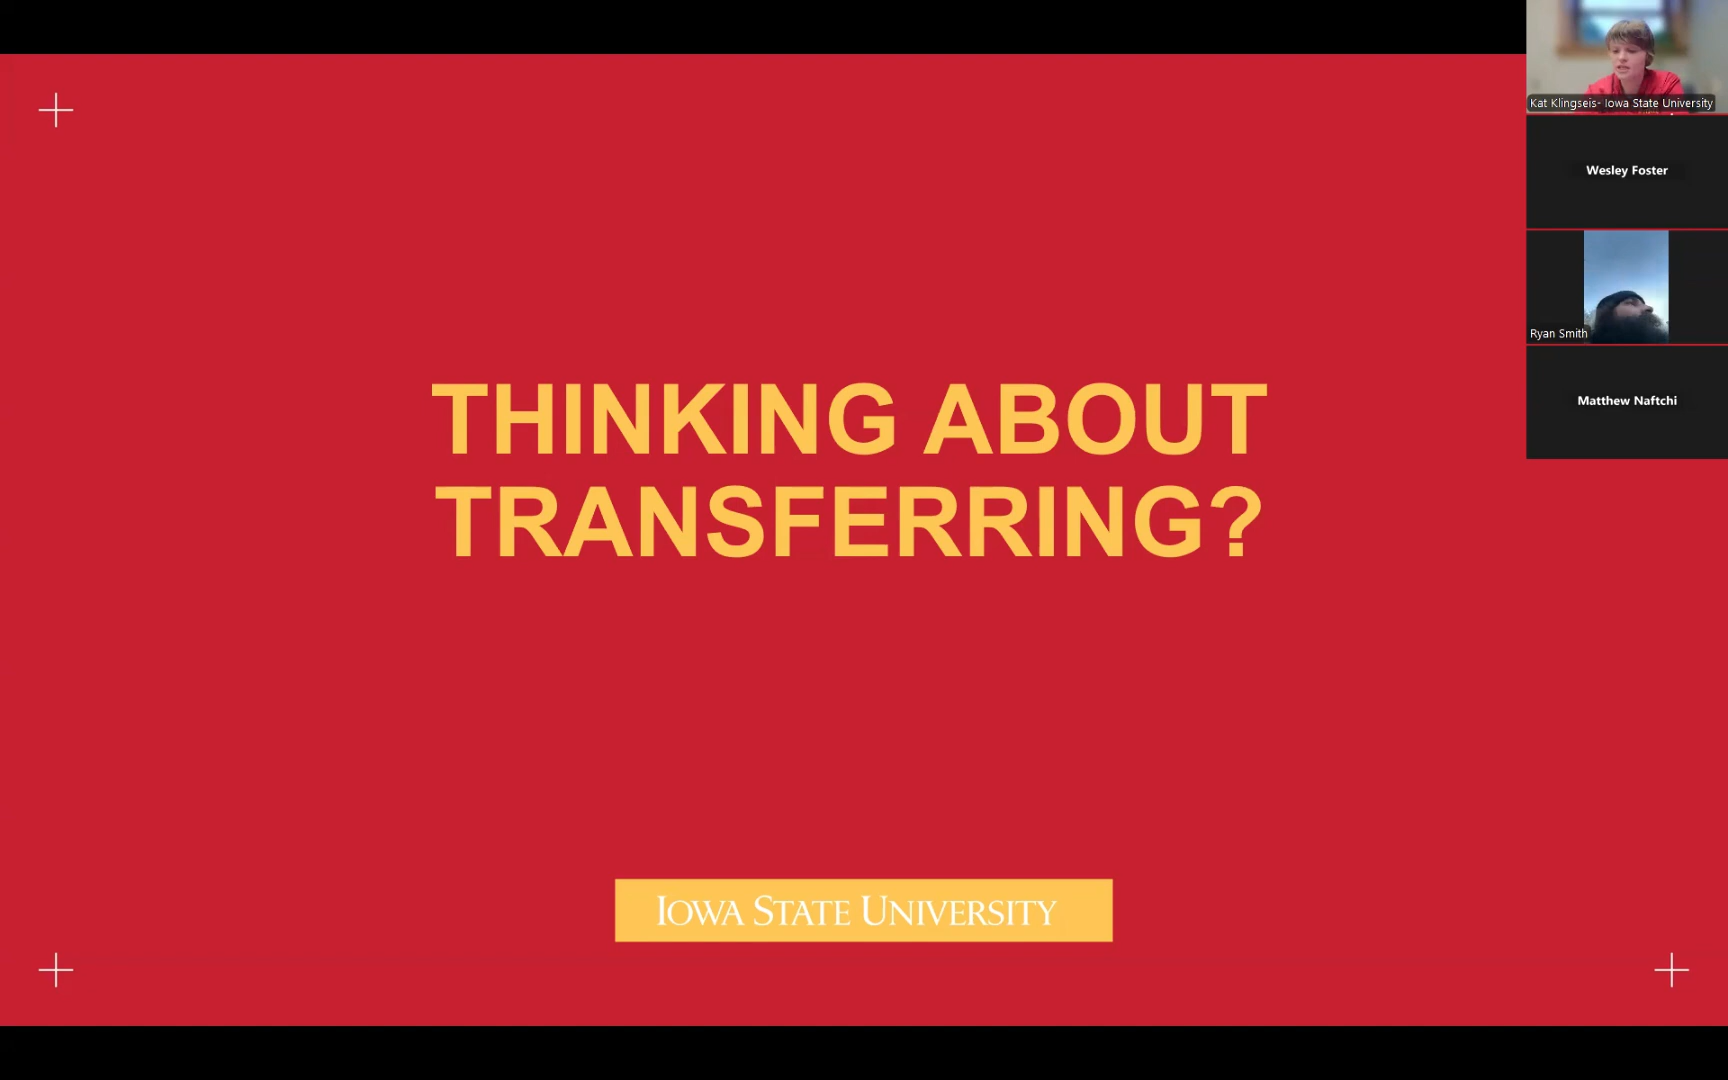 THINKING ABOUT
TRANSFERRING?
IOWA STATE UNIVERSITY
Kat Klingseis- Iowa State University
Wesley Foster
Ryan Smith
Matthew Naftchi